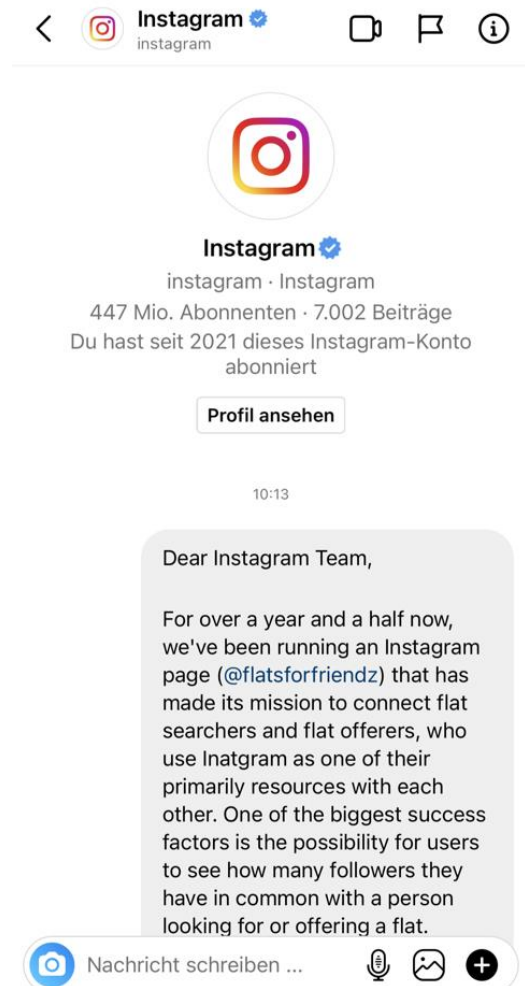 Instagram
instagram
Instagram
instagram · Instagram
447 Mio. Abonnenten · 7.002 Beiträge
Du hast seit 2021 dieses Instagram-Konto
abonniert
Profil ansehen
10:13
Dear Instagram Team,
For over a year and a half now,
we've been running an Instagram
page (@flatsforfriendz) that has
made its mission to connect flat
searchers and flat offerers, who
use Inatgram as one of their
primarily resources with each
other. One of the biggest success
factors is the possibility for users
to see how many followers they
have in common with a person
looking for or offering a flat.
Nachricht schreiben ...